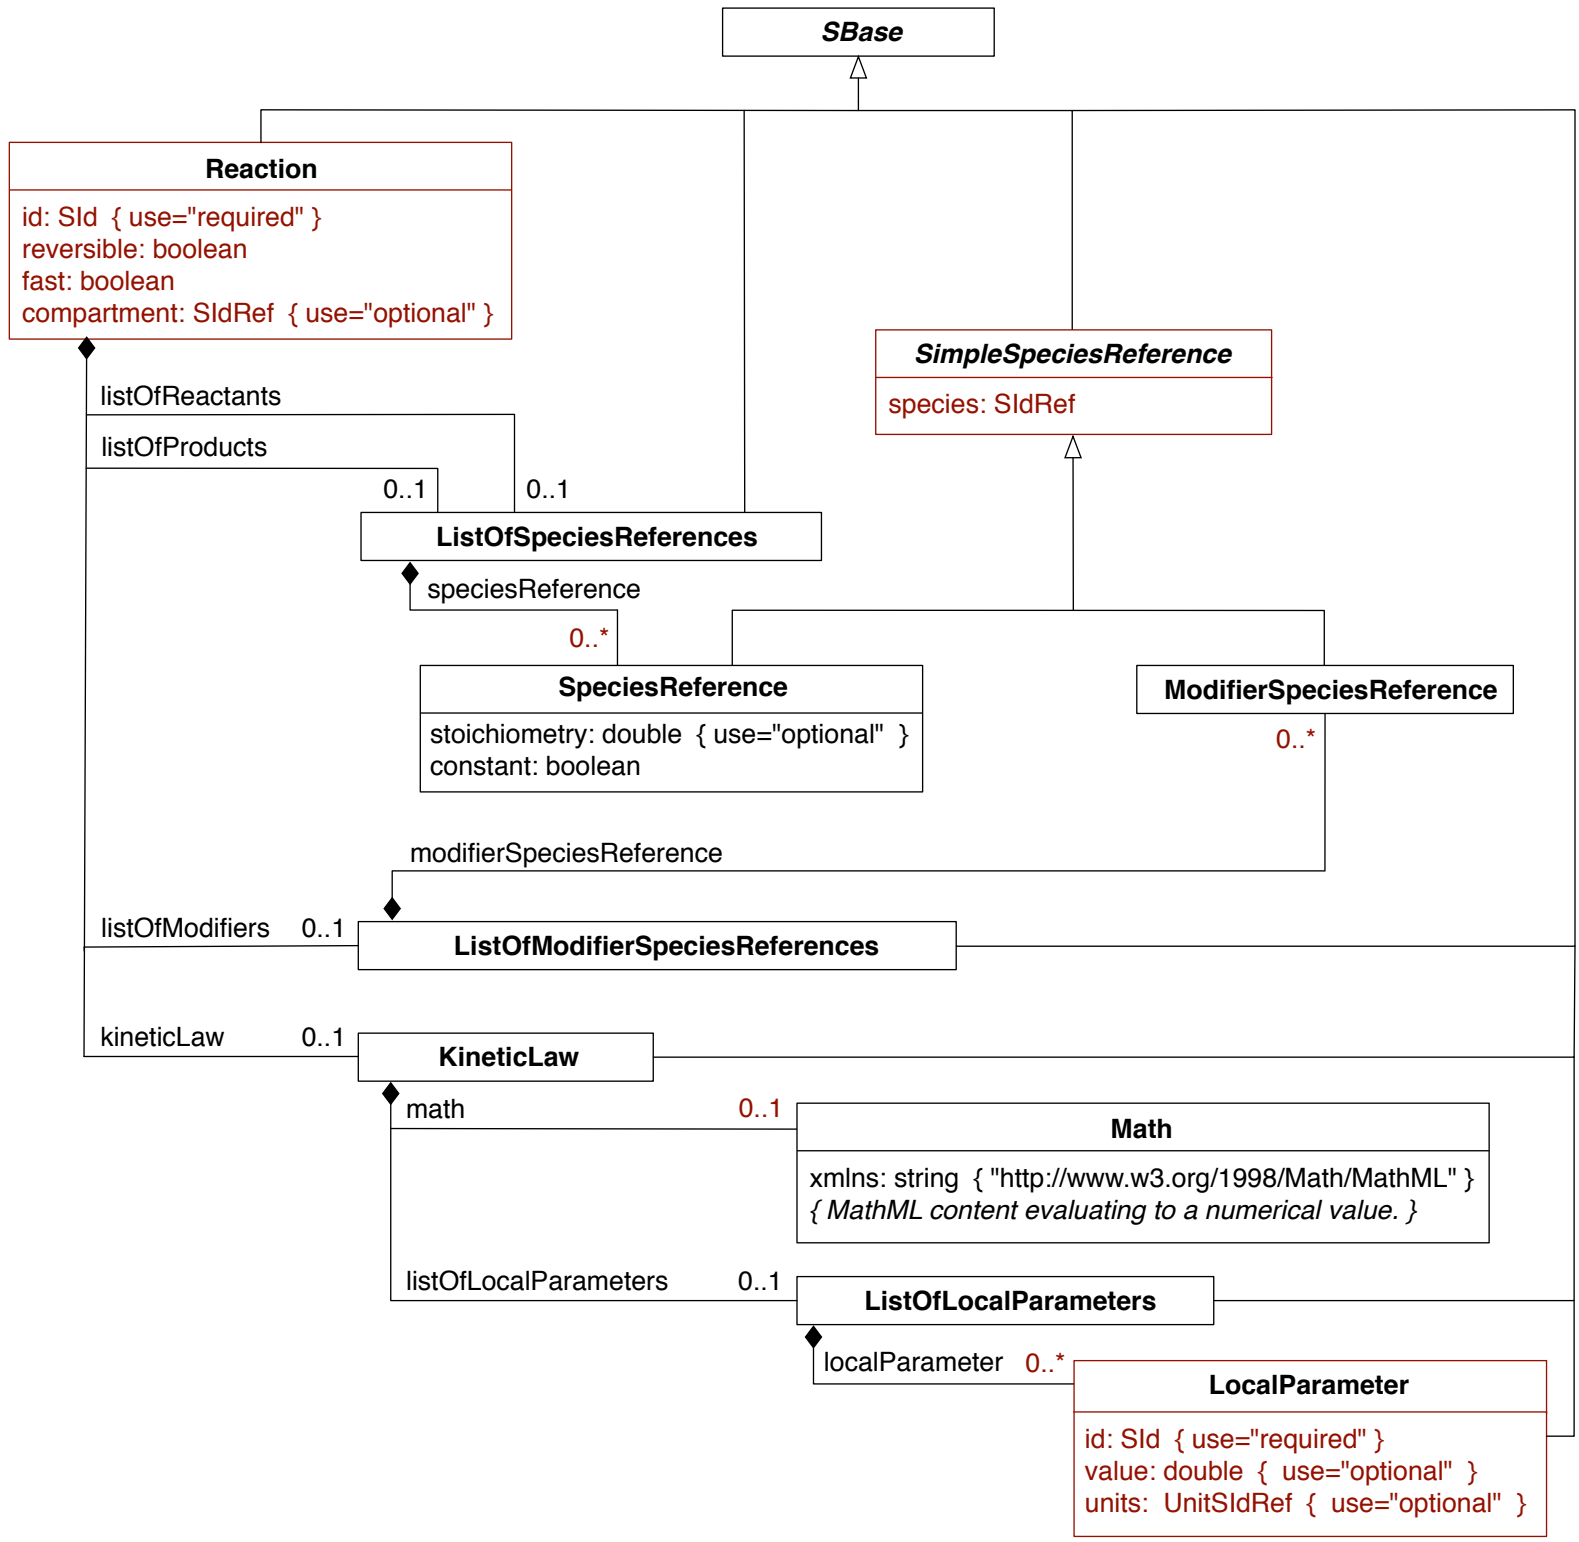 SBase
Reaction
id: SId { use="required" }
reversible: boolean
fast: boolean
compartment: SIdRef { use="optional" }
SimpleSpeciesReference
species: SIdRef
listOfReactants
listOfProducts
0..1
0..1
ListOfSpeciesReferences
speciesReference
0..*
SpeciesReference
stoichiometry: double { use="optional" }
constant: boolean
ModifierSpeciesReference
0..*
modifierSpeciesReference
listOfModifiers 0..1
ListOfModifierSpeciesReferences
kineticLaw 0..1
KineticLaw
math 0..1
Math
xmlns: string { "http://www.w3.org/1998/Math/MathML" }
{ MathML content evaluating to a numerical value. }
listOfLocalParameters 0..1
ListOfLocalParameters
localParameter 0..*
LocalParameter
id: SId { use="required" }
value: double { use="optional" }
units: UnitSIdRef { use="optional" }